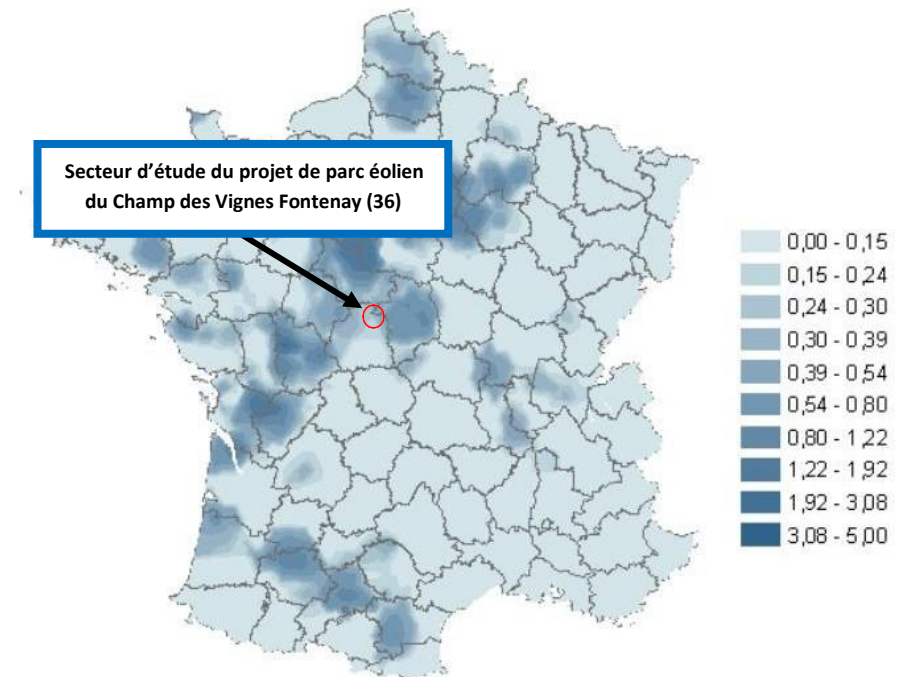 Secteur d'étude du projet de parc éolien
du Champ des Vignes Fontenay (36)
0,00 - 0,15
0,15 - 0,24
0,24 - 0,30
0,30 - 0,39
0,39 - 0,54
0,54 - 0,80
0,80 - 1,22
1,22 - 1,92
1,92 - 3,08
3,08 - 5,00